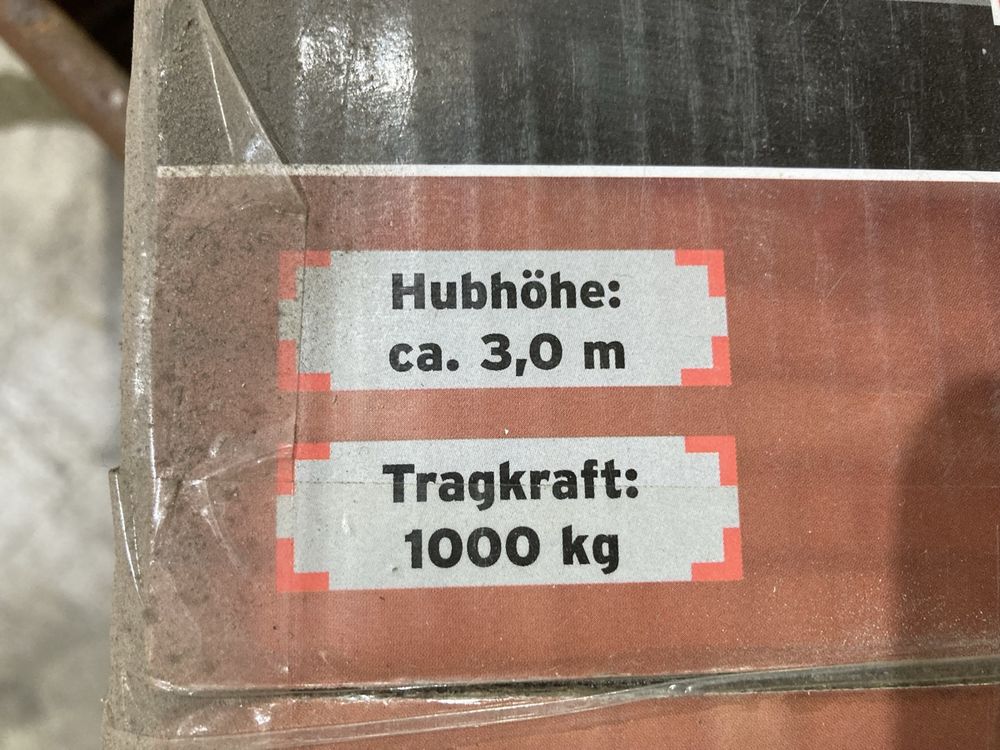 Hubhöhe:
ca. 3,0 m
Tragkraft:
1000 kg